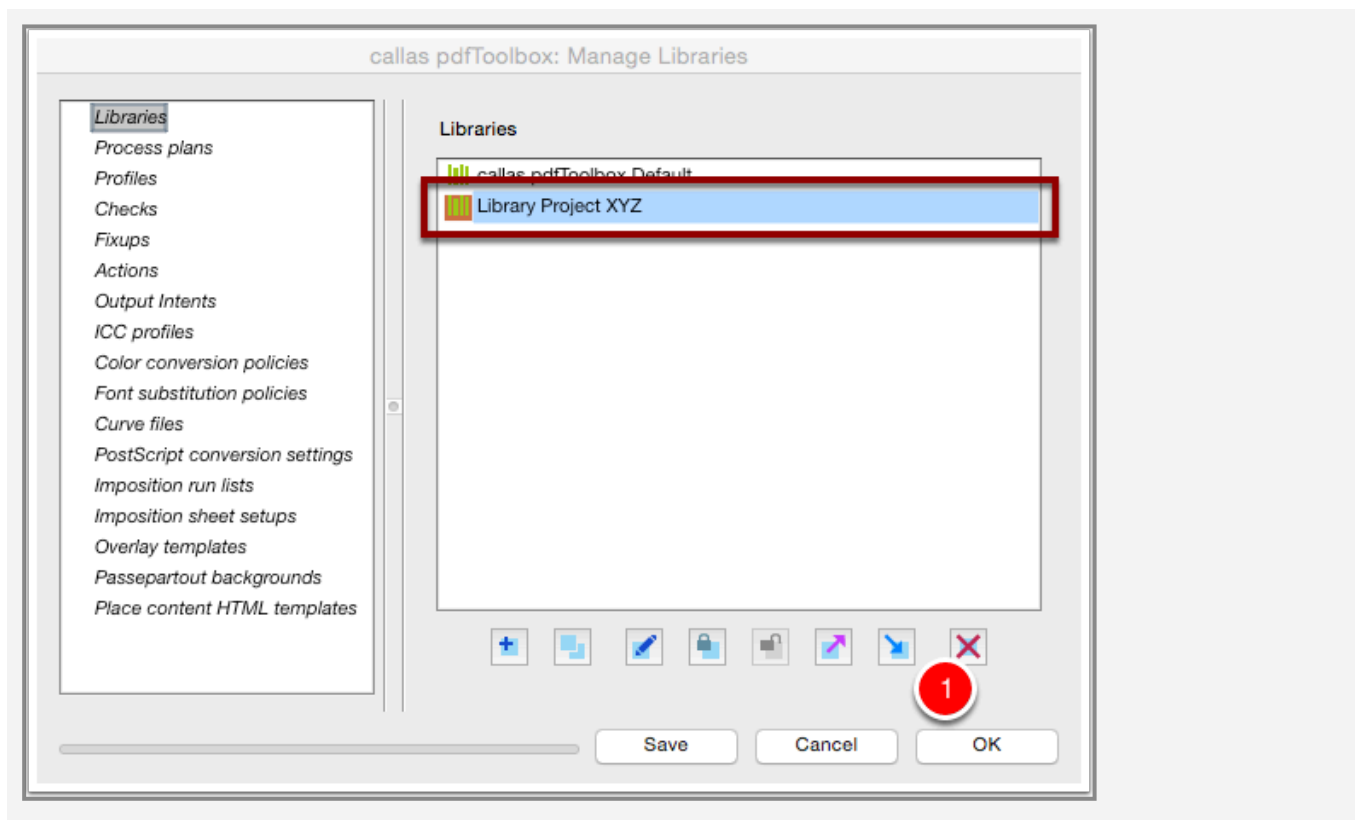 callas pdfToolbox: Manage Libraries
Libraries
Process plans
Profiles
Checks
Fixups
Actions
Output Intents
ICC profiles
Color conversion policies
Font substitution policies
Curve files
PostScript conversion settings
Imposition run lists
Imposition sheet setups
Overlay templates
Passepartout backgrounds
Place content HTML templates
Libraries
callas pdfToolbox Default
Library Project XYZ
1
Save Cancel OK